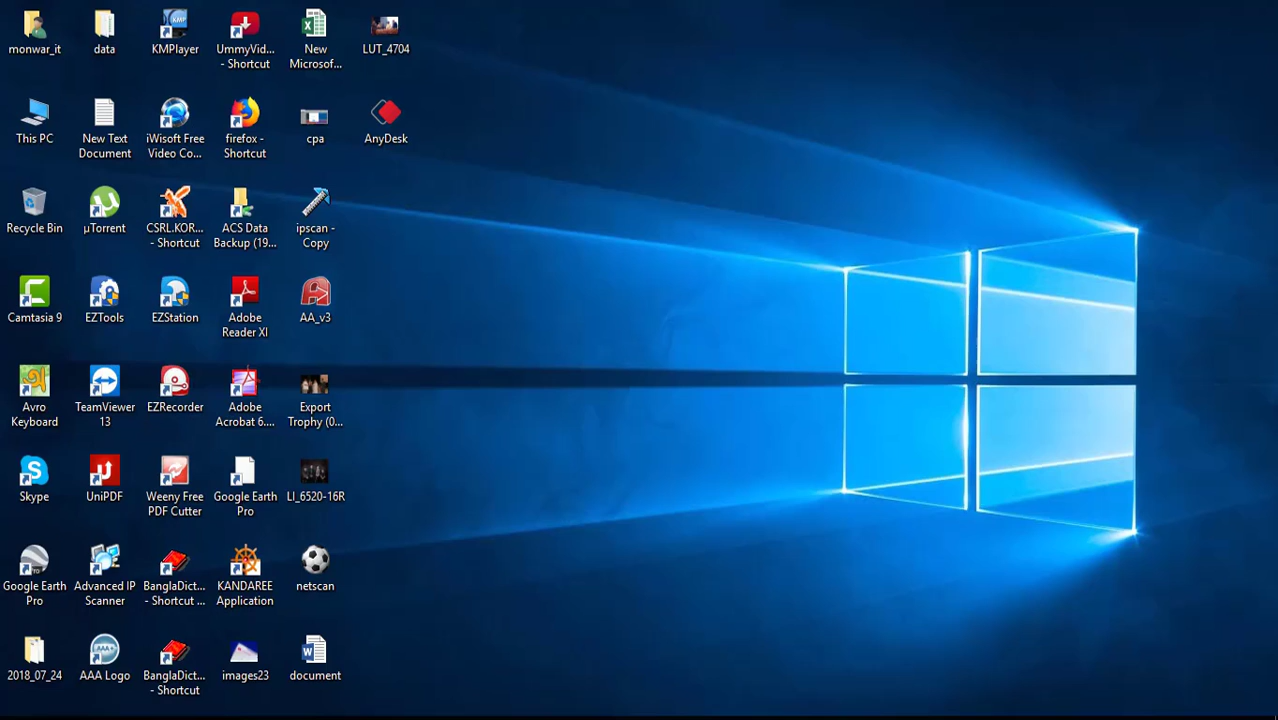 monwar_it
data
KMPlayer
UmmyVid...
- Shortcut
New
Microsof...
LUT_4704
This PC
New Text
Document
iWisoft Free
Video Co...
firefox -
Shortcut
cpa
AnyDesk
Recycle Bin
µTorrent
CSRL.KOR...
- Shortcut
ACS Data
Backup (19...
ipscan -
Copy
Camtasia 9
EZTools
EZStation
Adobe
Reader XI
AA_v3
Avro
Keyboard
TeamViewer
13
EZRecorder
Adobe
Acrobat 6....
Export
Trophy (0...
Skype
UniPDF
Weeny Free
PDF Cutter
Google Earth
Pro
LI_6520-16R
Google Earth
Pro
Advanced IP
Scanner
BanglaDict...
- Shortcut ...
KANDAREE
Application
netscan
2018_07_24
AAA Logo
BanglaDict...
- Shortcut
images23
document